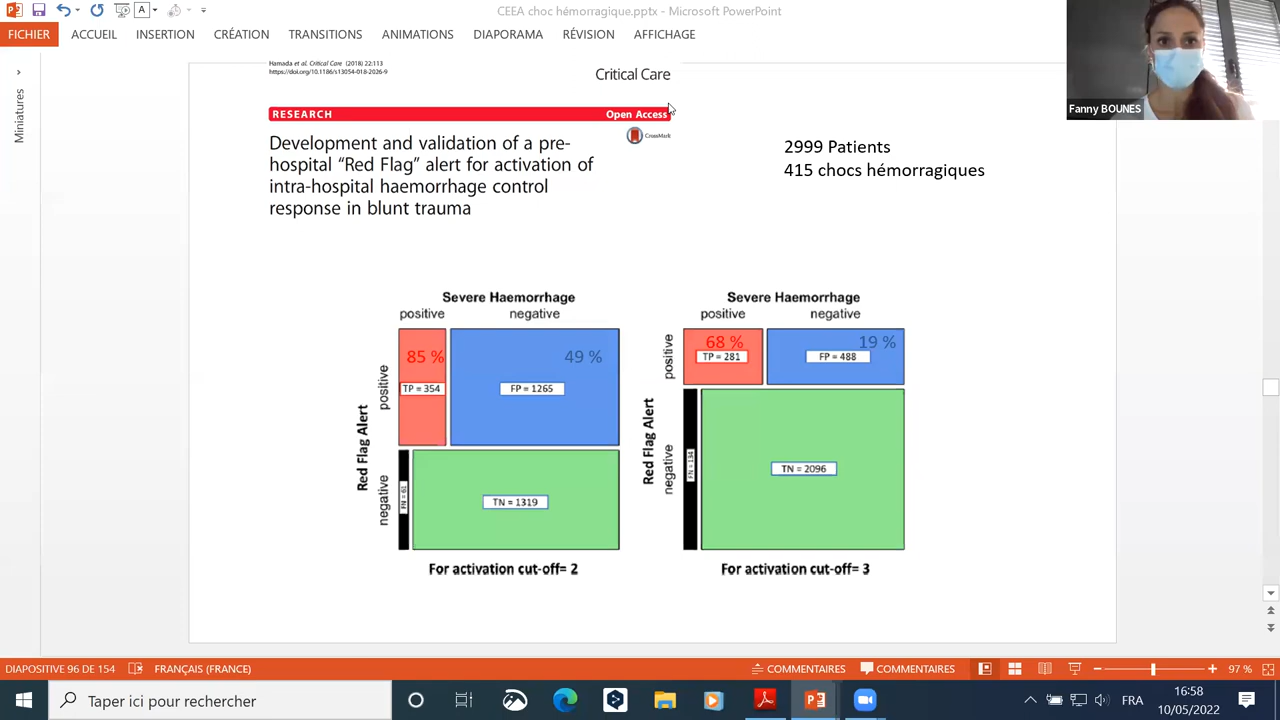 CEEA choc hémorragique.pptx - Microsoft PowerPoint
FICHIER ACCUEIL INSERTION CRÉATION TRANSITIONS ANIMATIONS DIAPORAMA RÉVISION AFFICHAGE
Miniatures
Fanny BOUNES
Hamada et al. Critical Care (2018) 22:113
https://doi.org/10.1186/s13054-018-2026-9
Critical Care
RESEARCH Open Access
CrossMark
Development and validation of a pre-
hospital “Red Flag” alert for activation of
intra-hospital haemorrhage control
response in blunt trauma
2999 Patients
415 chocs hémorragiques
Severe Haemorrhage
positive negative
Red Flag Alert
positive
negative
85 %
49 %
TP = 354
FP = 1265
FN = 61
TN = 1319
For activation cut-off= 2
Severe Haemorrhage
positive negative
Red Flag Alert
positive
negative
68 %
19 %
TP = 281
FP = 488
FN = 134
TN = 2096
For activation cut-off= 3
DIAPOSITIVE 96 DE 154 FRANÇAIS (FRANCE) COMMENTAIRES COMMENTAIRES 97 %
Taper ici pour rechercher
FRA
16:58
10/05/2022